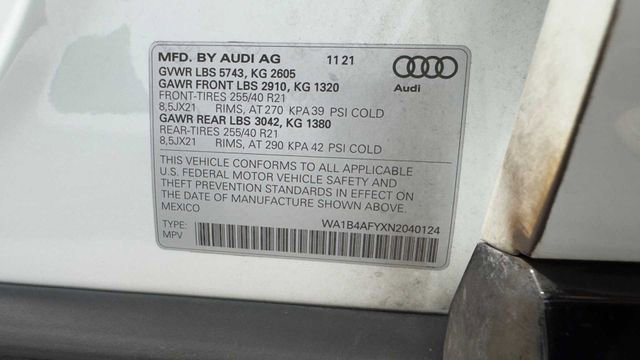 MFD. BY AUDI AG 11 21
GVWR LBS 5743, KG 2605
GAWR FRONT LBS 2910, KG 1320
FRONT-TIRES 255/40 R21
8,5JX21 RIMS, AT 270 KPA 39 PSI COLD
GAWR REAR LBS 3042, KG 1380
REAR-TIRES 255/40 R21
8,5JX21 RIMS, AT 290 KPA 42 PSI COLD
Audi
THIS VEHICLE CONFORMS TO ALL APPLICABLE
U.S. FEDERAL MOTOR VEHICLE SAFETY AND
THEFT PREVENTION STANDARDS IN EFFECT ON
THE DATE OF MANUFACTURE SHOWN ABOVE.
MEXICO
TYPE: WA1B4AFYXN2040124
MPV